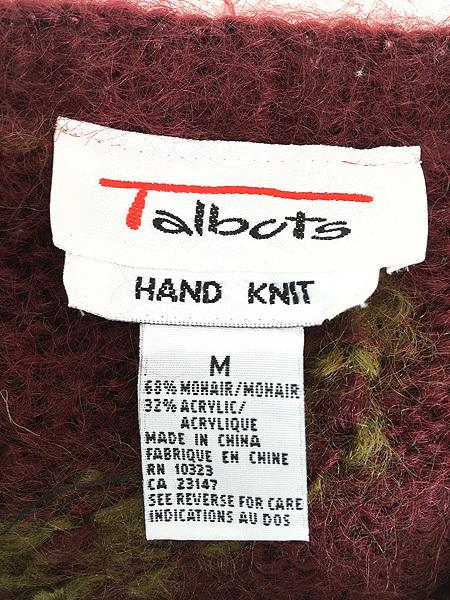 Talbots
HAND KNIT
M
68% MOHAIR/MOHAIR
32% ACRYLIC/
ACRYLIQUE
MADE IN CHINA
FABRIQUE EN CHINE
RN 10323
CA 23147
SEE REVERSE FOR CARE
INDICATIONS AU DOS